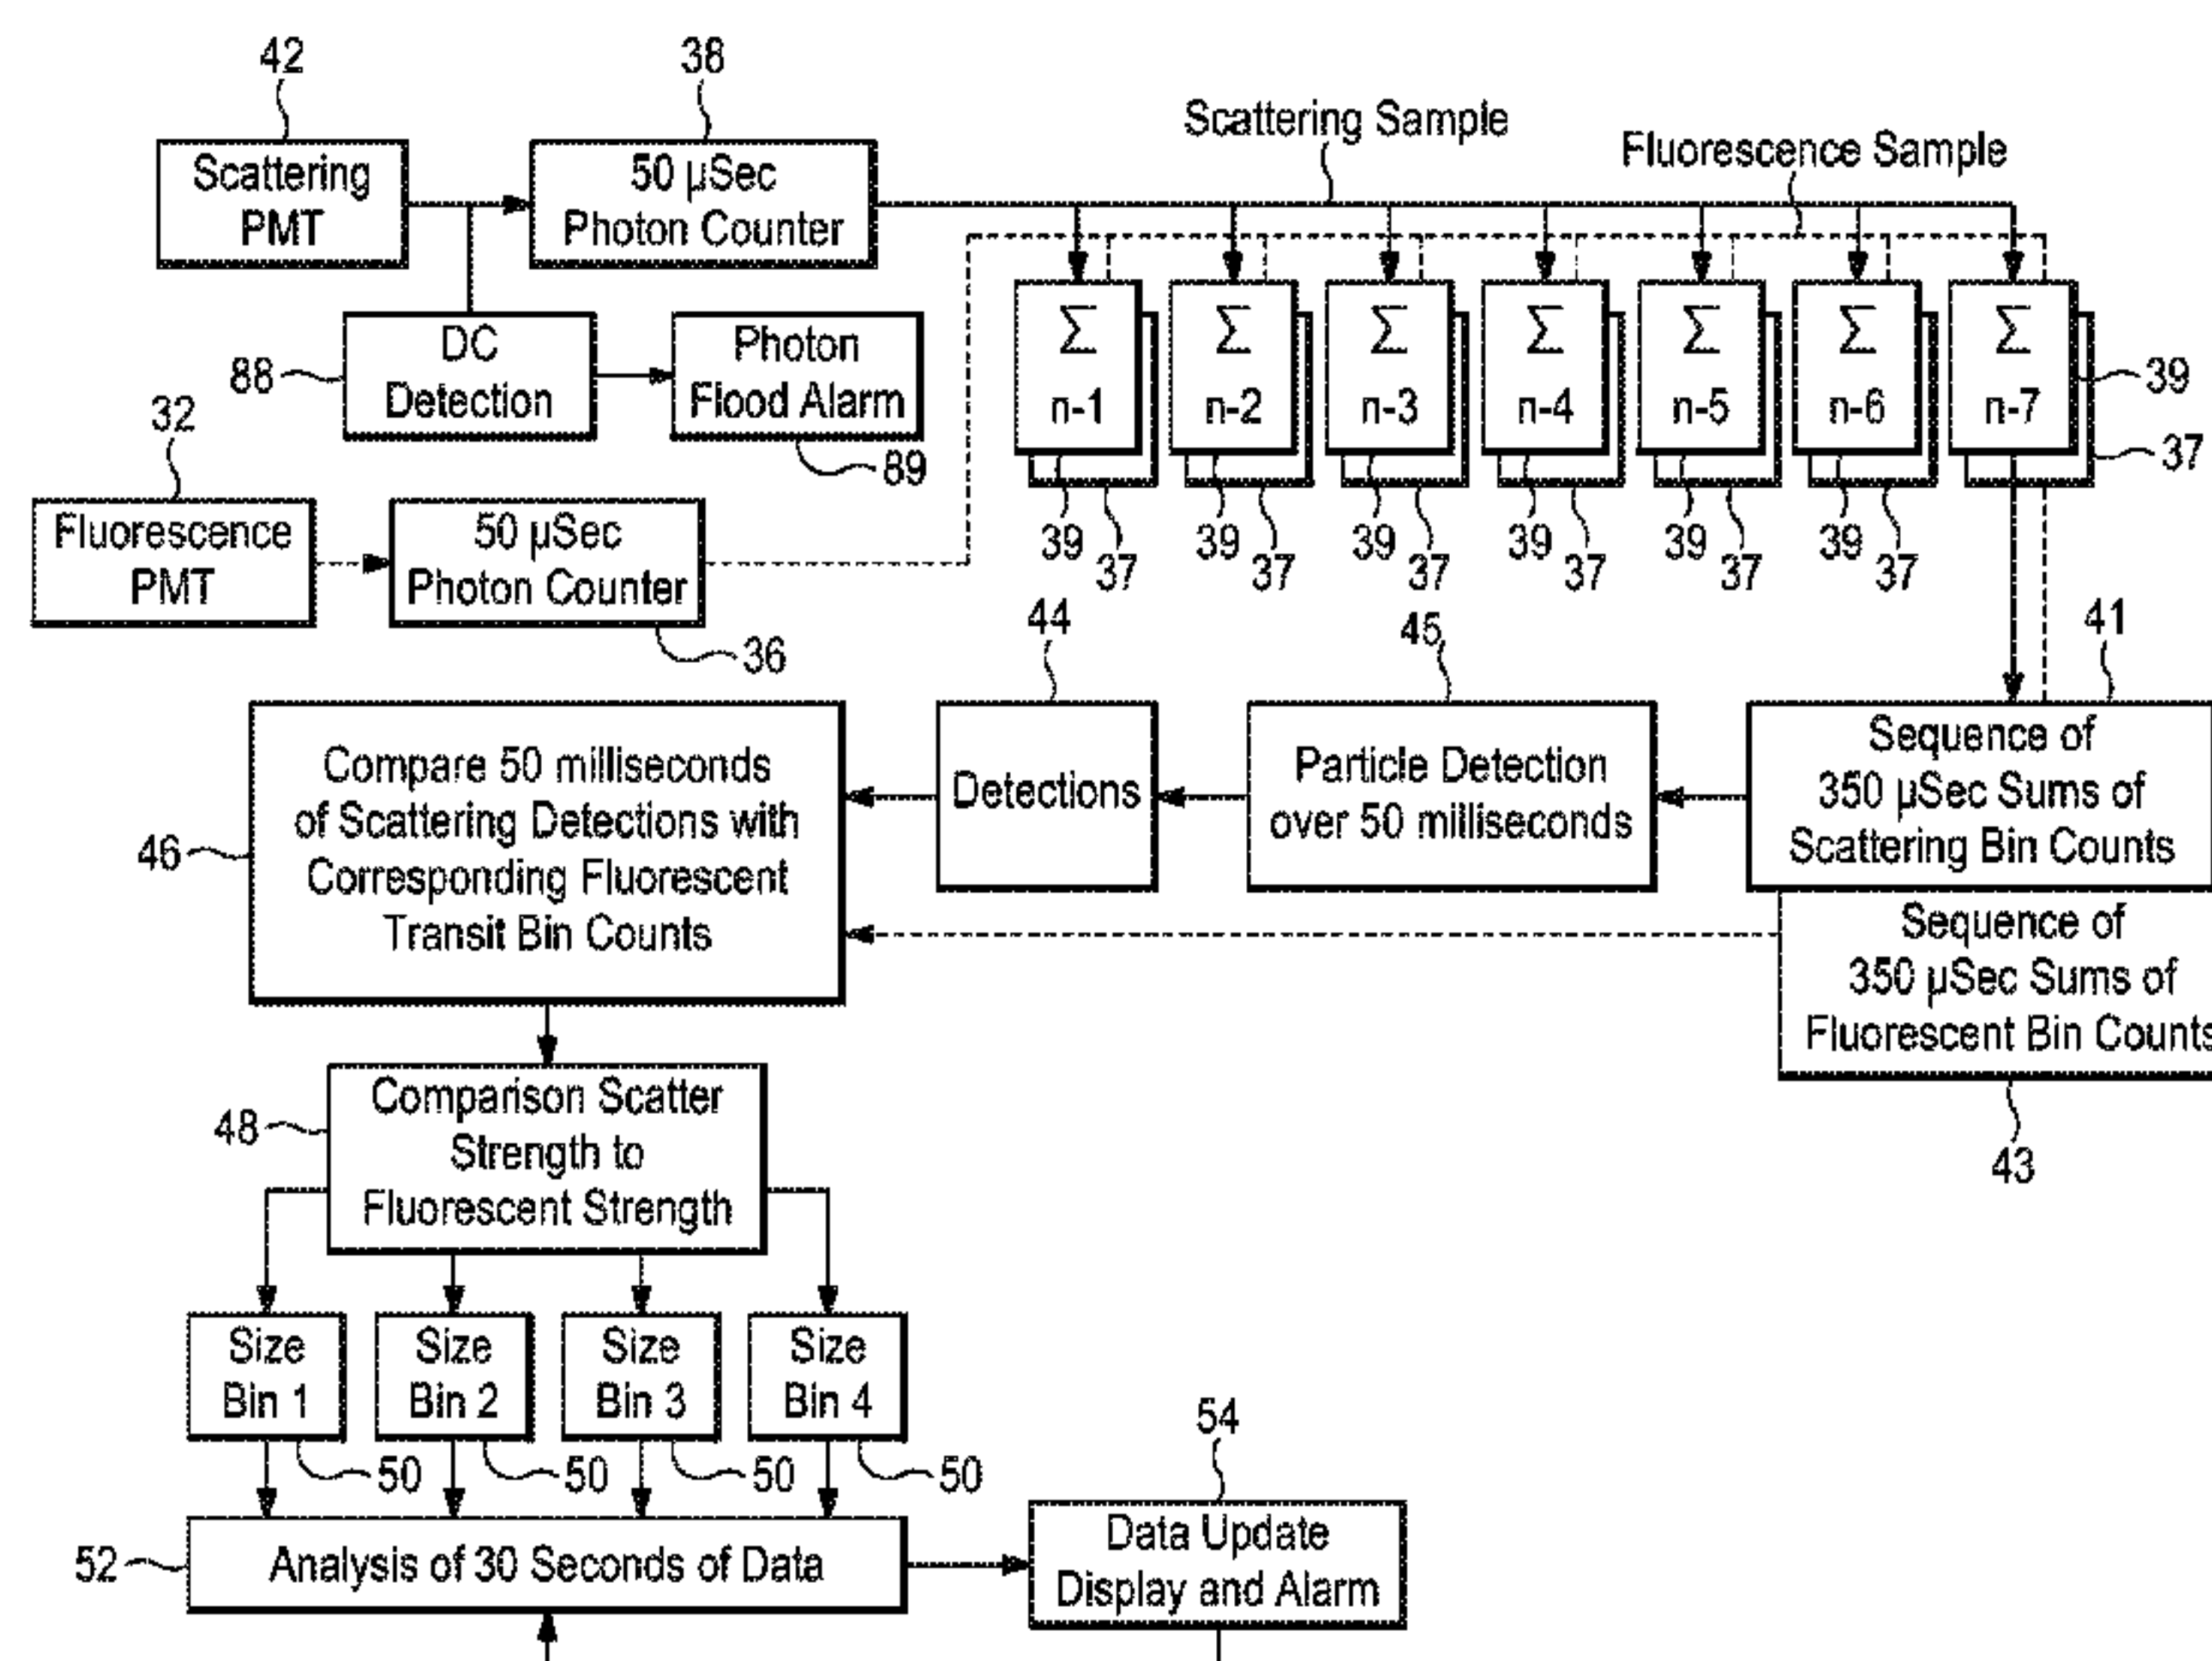 42
38
Scattering Sample
Fluorescence Sample
Scattering
PMT
50 µSec
Photon Counter
88
DC
Detection
Photon
Flood Alarm
89
Σ
n-1
Σ
n-2
Σ
n-3
Σ
n-4
Σ
n-5
Σ
n-6
Σ
n-7
39
37
39
37
39
37
39
37
39
37
39
37
39
37
32
Fluorescence
PMT
50 µSec
Photon Counter
36
44
45
41
46
Compare 50 milliseconds
of Scattering Detections with
Corresponding Fluorescent
Transit Bin Counts
Detections
Particle Detection
over 50 milliseconds
Sequence of
350 µSec Sums of
Scattering Bin Counts
Sequence of
350 µSec Sums of
Fluorescent Bin Counts
43
48
Comparison Scatter
Strength to
Fluorescent Strength
Size
Bin 1
Size
Bin 2
Size
Bin 3
Size
Bin 4
50
50
50
50
54
52
Analysis of 30 Seconds of Data
Data Update
Display and Alarm